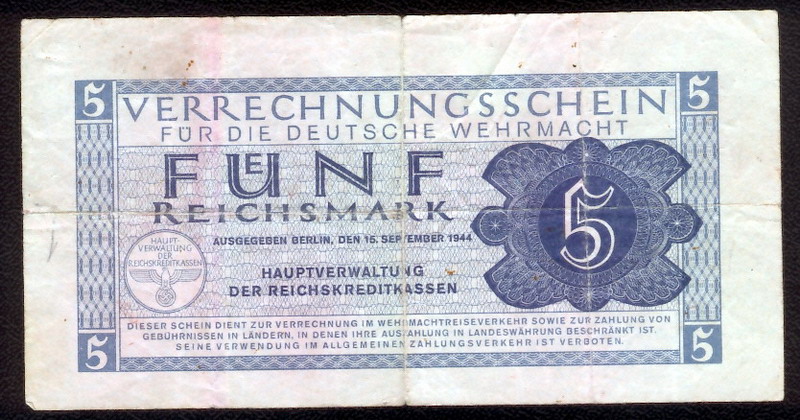 5 5
VERRECHNUNGSSCHEIN
FÜR DIE DEUTSCHE WEHRMACHT
FUENF
REICHSMARK
5
AUSGEGEBEN BERLIN, DEN 15. SEPTEMBER 1944
HAUPT-
VERWALTUNG
DER
REICHSKREDITKASSEN
HAUPTVERWALTUNG
DER REICHSKREDITKASSEN
DIESER SCHEIN DIENT ZUR VERRECHNUNG IM WEHRMACHTREISEVERKEHR SOWIE ZUR ZAHLUNG VON
GEBÜHRNISSEN IN LÄNDERN, IN DENEN IHRE AUSZAHLUNG IN LANDESWÄHRUNG BESCHRÄNKT IST.
SEINE VERWENDUNG IM ALLGEMEINEN ZAHLUNGSVERKEHR IST VERBOTEN.
5 5